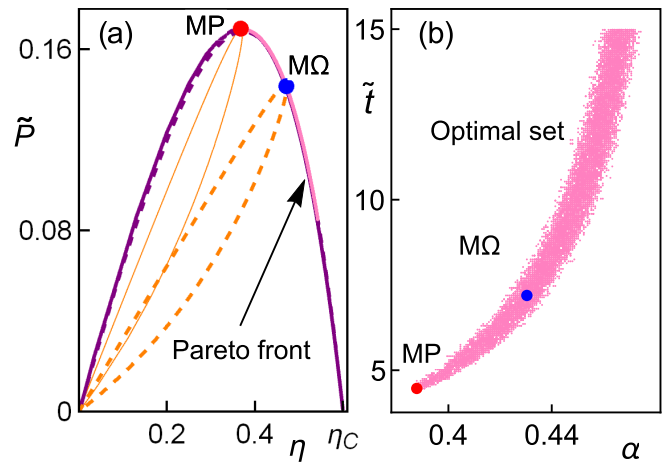 (a)
MP
MΩ
0.16
P̃
0.08
Pareto front
0
0.2
0.4
η
η_C
(b)
15
t̃
Optimal set
10
MΩ
MP
5
0.4
0.44
α